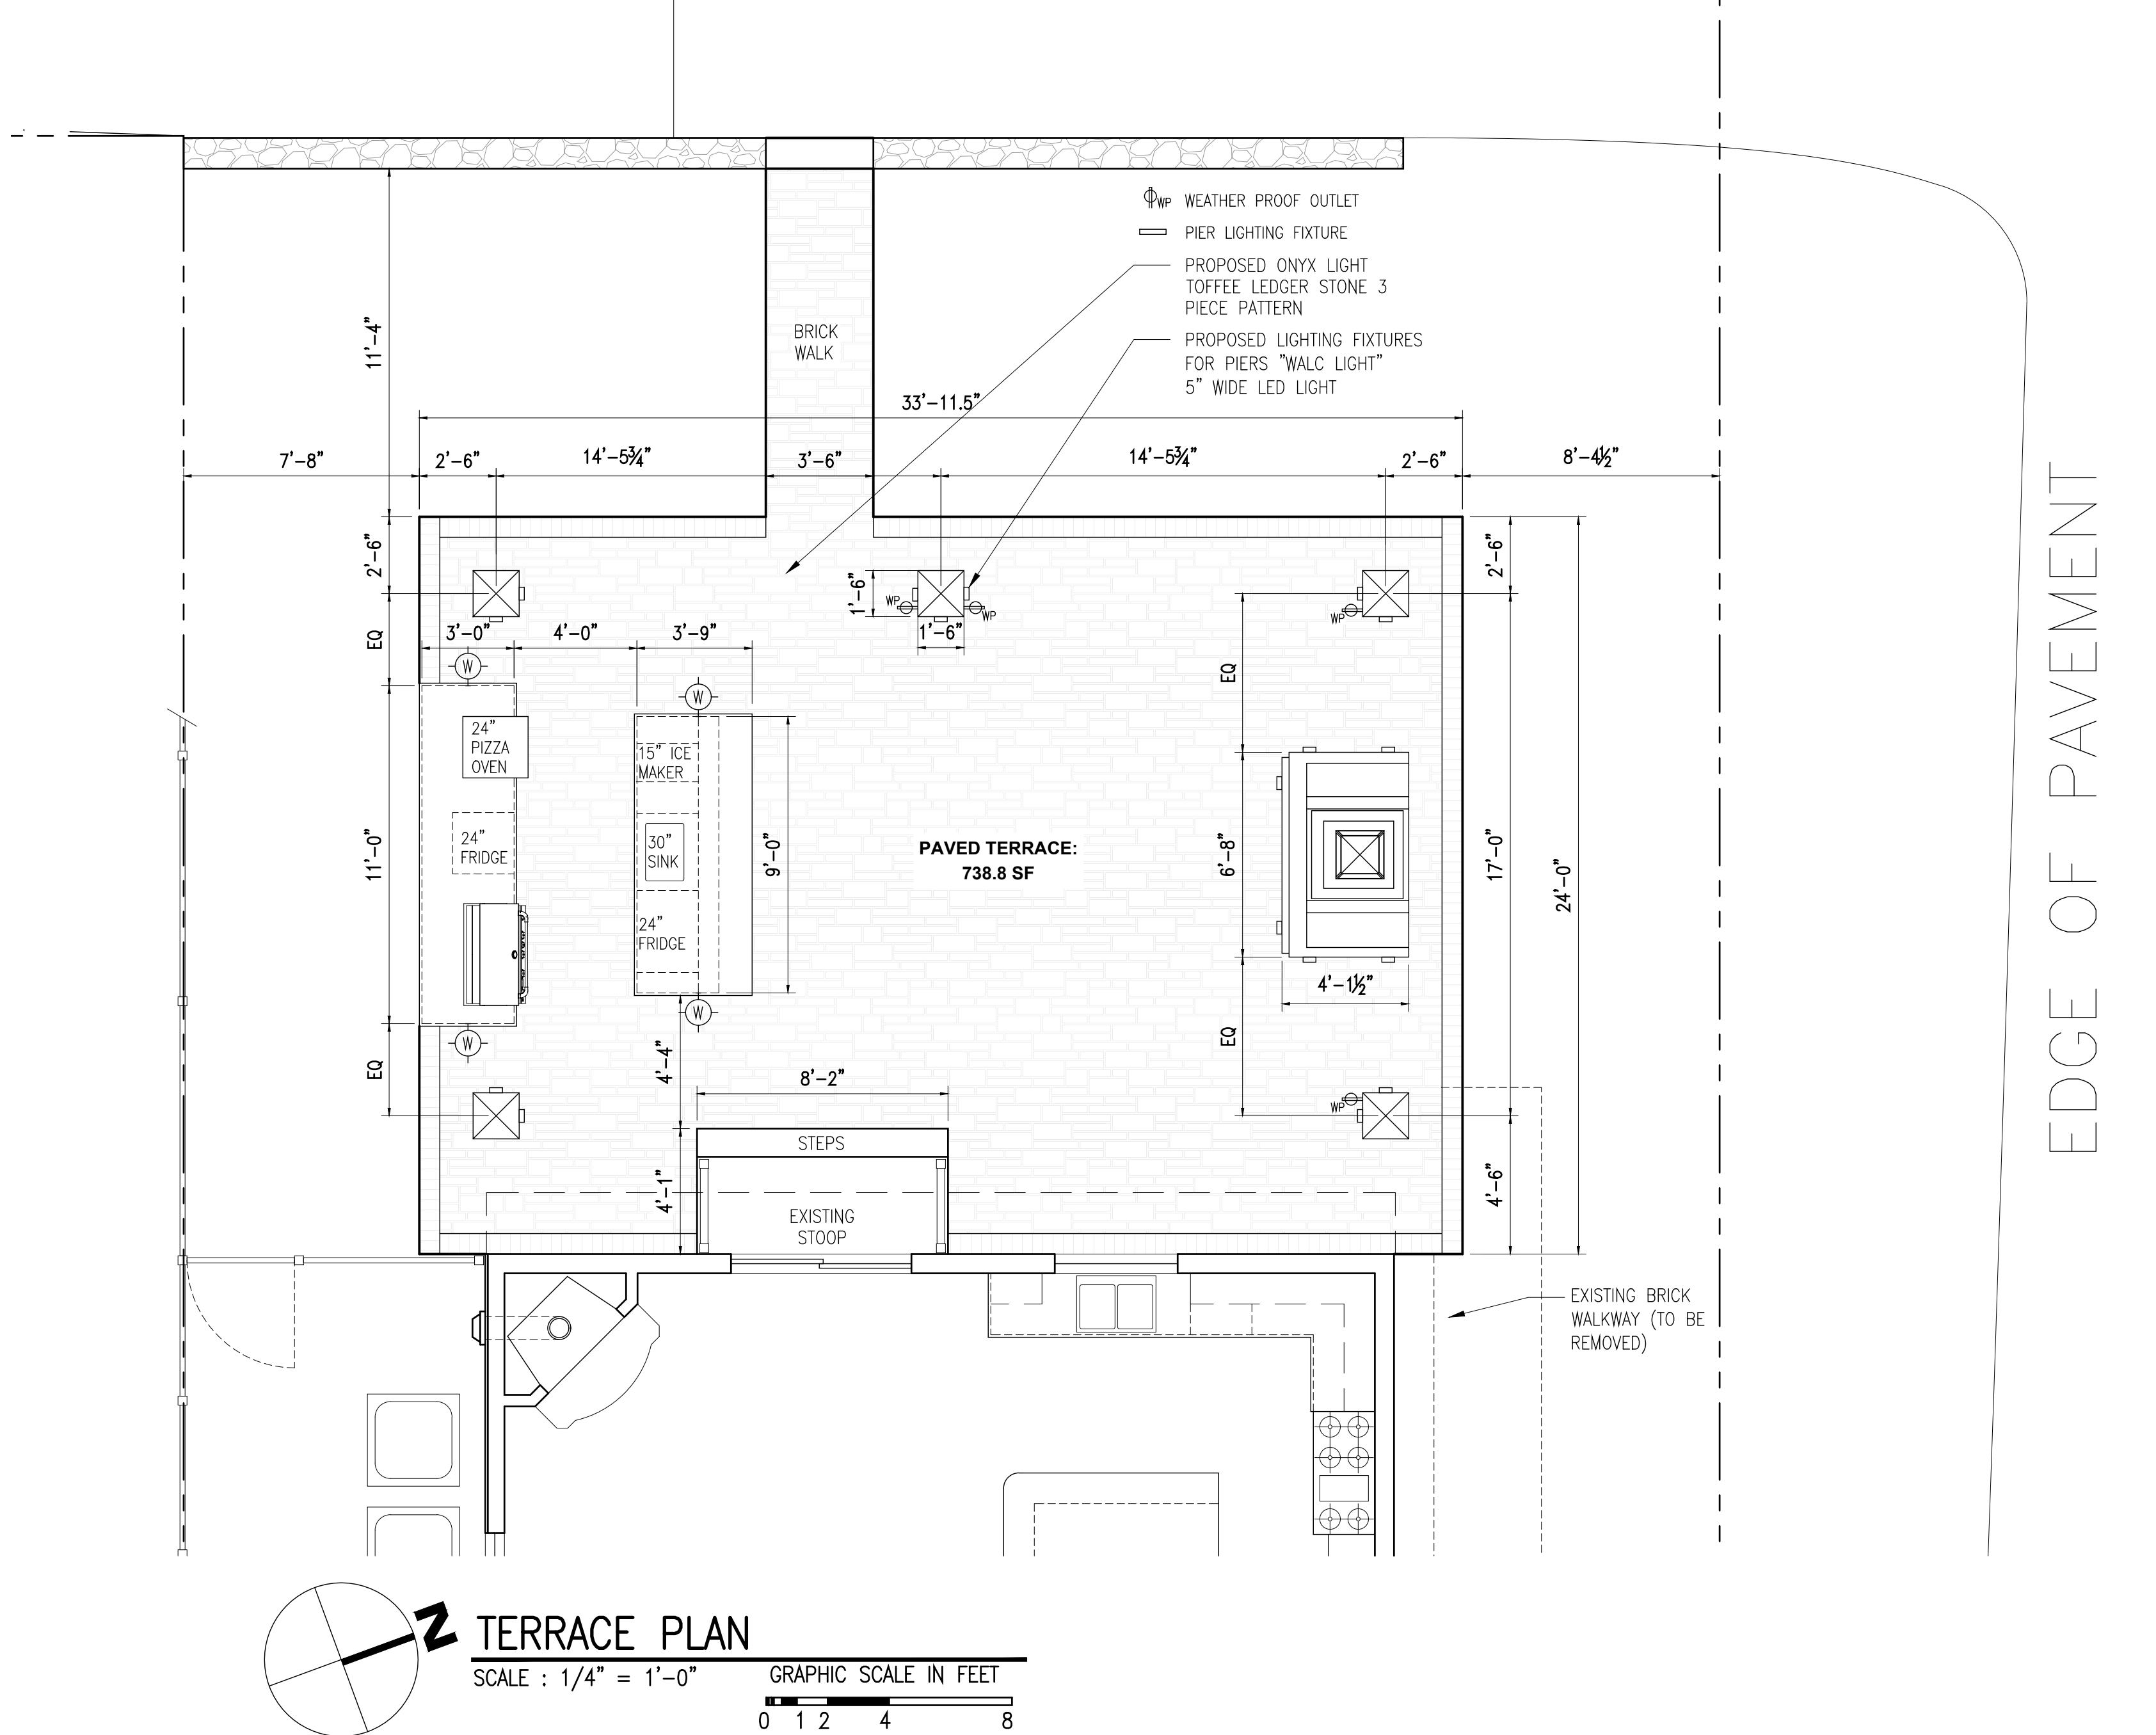 WP WEATHER PROOF OUTLET
PIER LIGHTING FIXTURE
PROPOSED ONYX LIGHT
TOFFEE LEDGER STONE 3
PIECE PATTERN
BRICK
WALK
PROPOSED LIGHTING FIXTURES
FOR PIERS "WALC LIGHT"
5" WIDE LED LIGHT
11'-4"
33'-11.5"
7'-8"
2'-6"
14'-5¾"
3'-6"
14'-5¾"
2'-6"
8'-4½"
EDGE OF PAVEMENT
2'-6"
2'-6"
1'-6"
WP
WP
WP
1'-6"
EQ
3'-0"
4'-0"
3'-9"
W
W
EQ
24"
PIZZA
OVEN
15" ICE
MAKER
11'-0"
24"
FRIDGE
30"
SINK
9'-0"
PAVED TERRACE:
738.8 SF
6'-8"
17'-0"
24'-0"
24"
FRIDGE
4'-1½"
W
W
EQ
4'-4"
EQ
8'-2"
WP
STEPS
4'-1"
4'-6"
EXISTING
STOOP
EXISTING BRICK
WALKWAY (TO BE
REMOVED)
N
TERRACE PLAN
SCALE : 1/4" = 1'-0"
GRAPHIC SCALE IN FEET
0 1 2 4 8